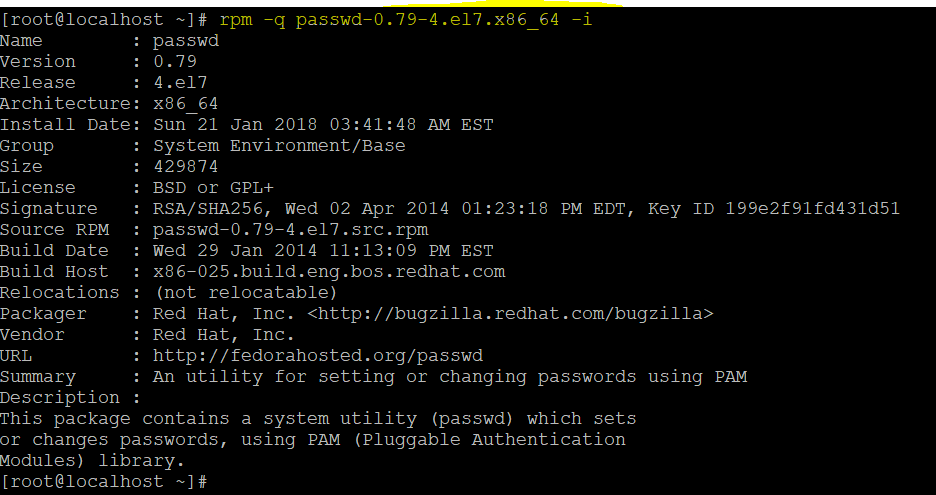 [root@localhost ~]# rpm -q passwd-0.79-4.el7.x86_64 -i
Name        : passwd
Version     : 0.79
Release     : 4.el7
Architecture: x86_64
Install Date: Sun 21 Jan 2018 03:41:48 AM EST
Group       : System Environment/Base
Size        : 429874
License     : BSD or GPL+
Signature   : RSA/SHA256, Wed 02 Apr 2014 01:23:18 PM EDT, Key ID 199e2f91fd431d51
Source RPM  : passwd-0.79-4.el7.src.rpm
Build Date  : Wed 29 Jan 2014 11:13:09 PM EST
Build Host  : x86-025.build.eng.bos.redhat.com
Relocations : (not relocatable)
Packager    : Red Hat, Inc. <http://bugzilla.redhat.com/bugzilla>
Vendor      : Red Hat, Inc.
URL         : http://fedorahosted.org/passwd
Summary     : An utility for setting or changing passwords using PAM
Description :
This package contains a system utility (passwd) which sets
or changes passwords, using PAM (Pluggable Authentication
Modules) library.
[root@localhost ~]#